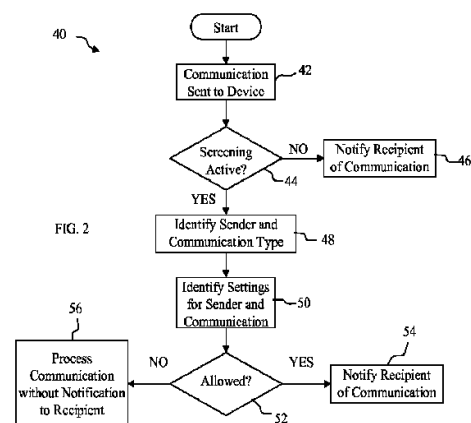 40
Start
Communication
Sent to Device
42
Screening
Active?
44
NO
Notify Recipient
of Communication
46
YES
FIG. 2
Identify Sender and
Communication Type
48
Identify Settings
for Sender and
Communication
50
56
Process
Communication
without Notification
to Recipient
NO
Allowed?
52
YES
54
Notify Recipient
of Communication